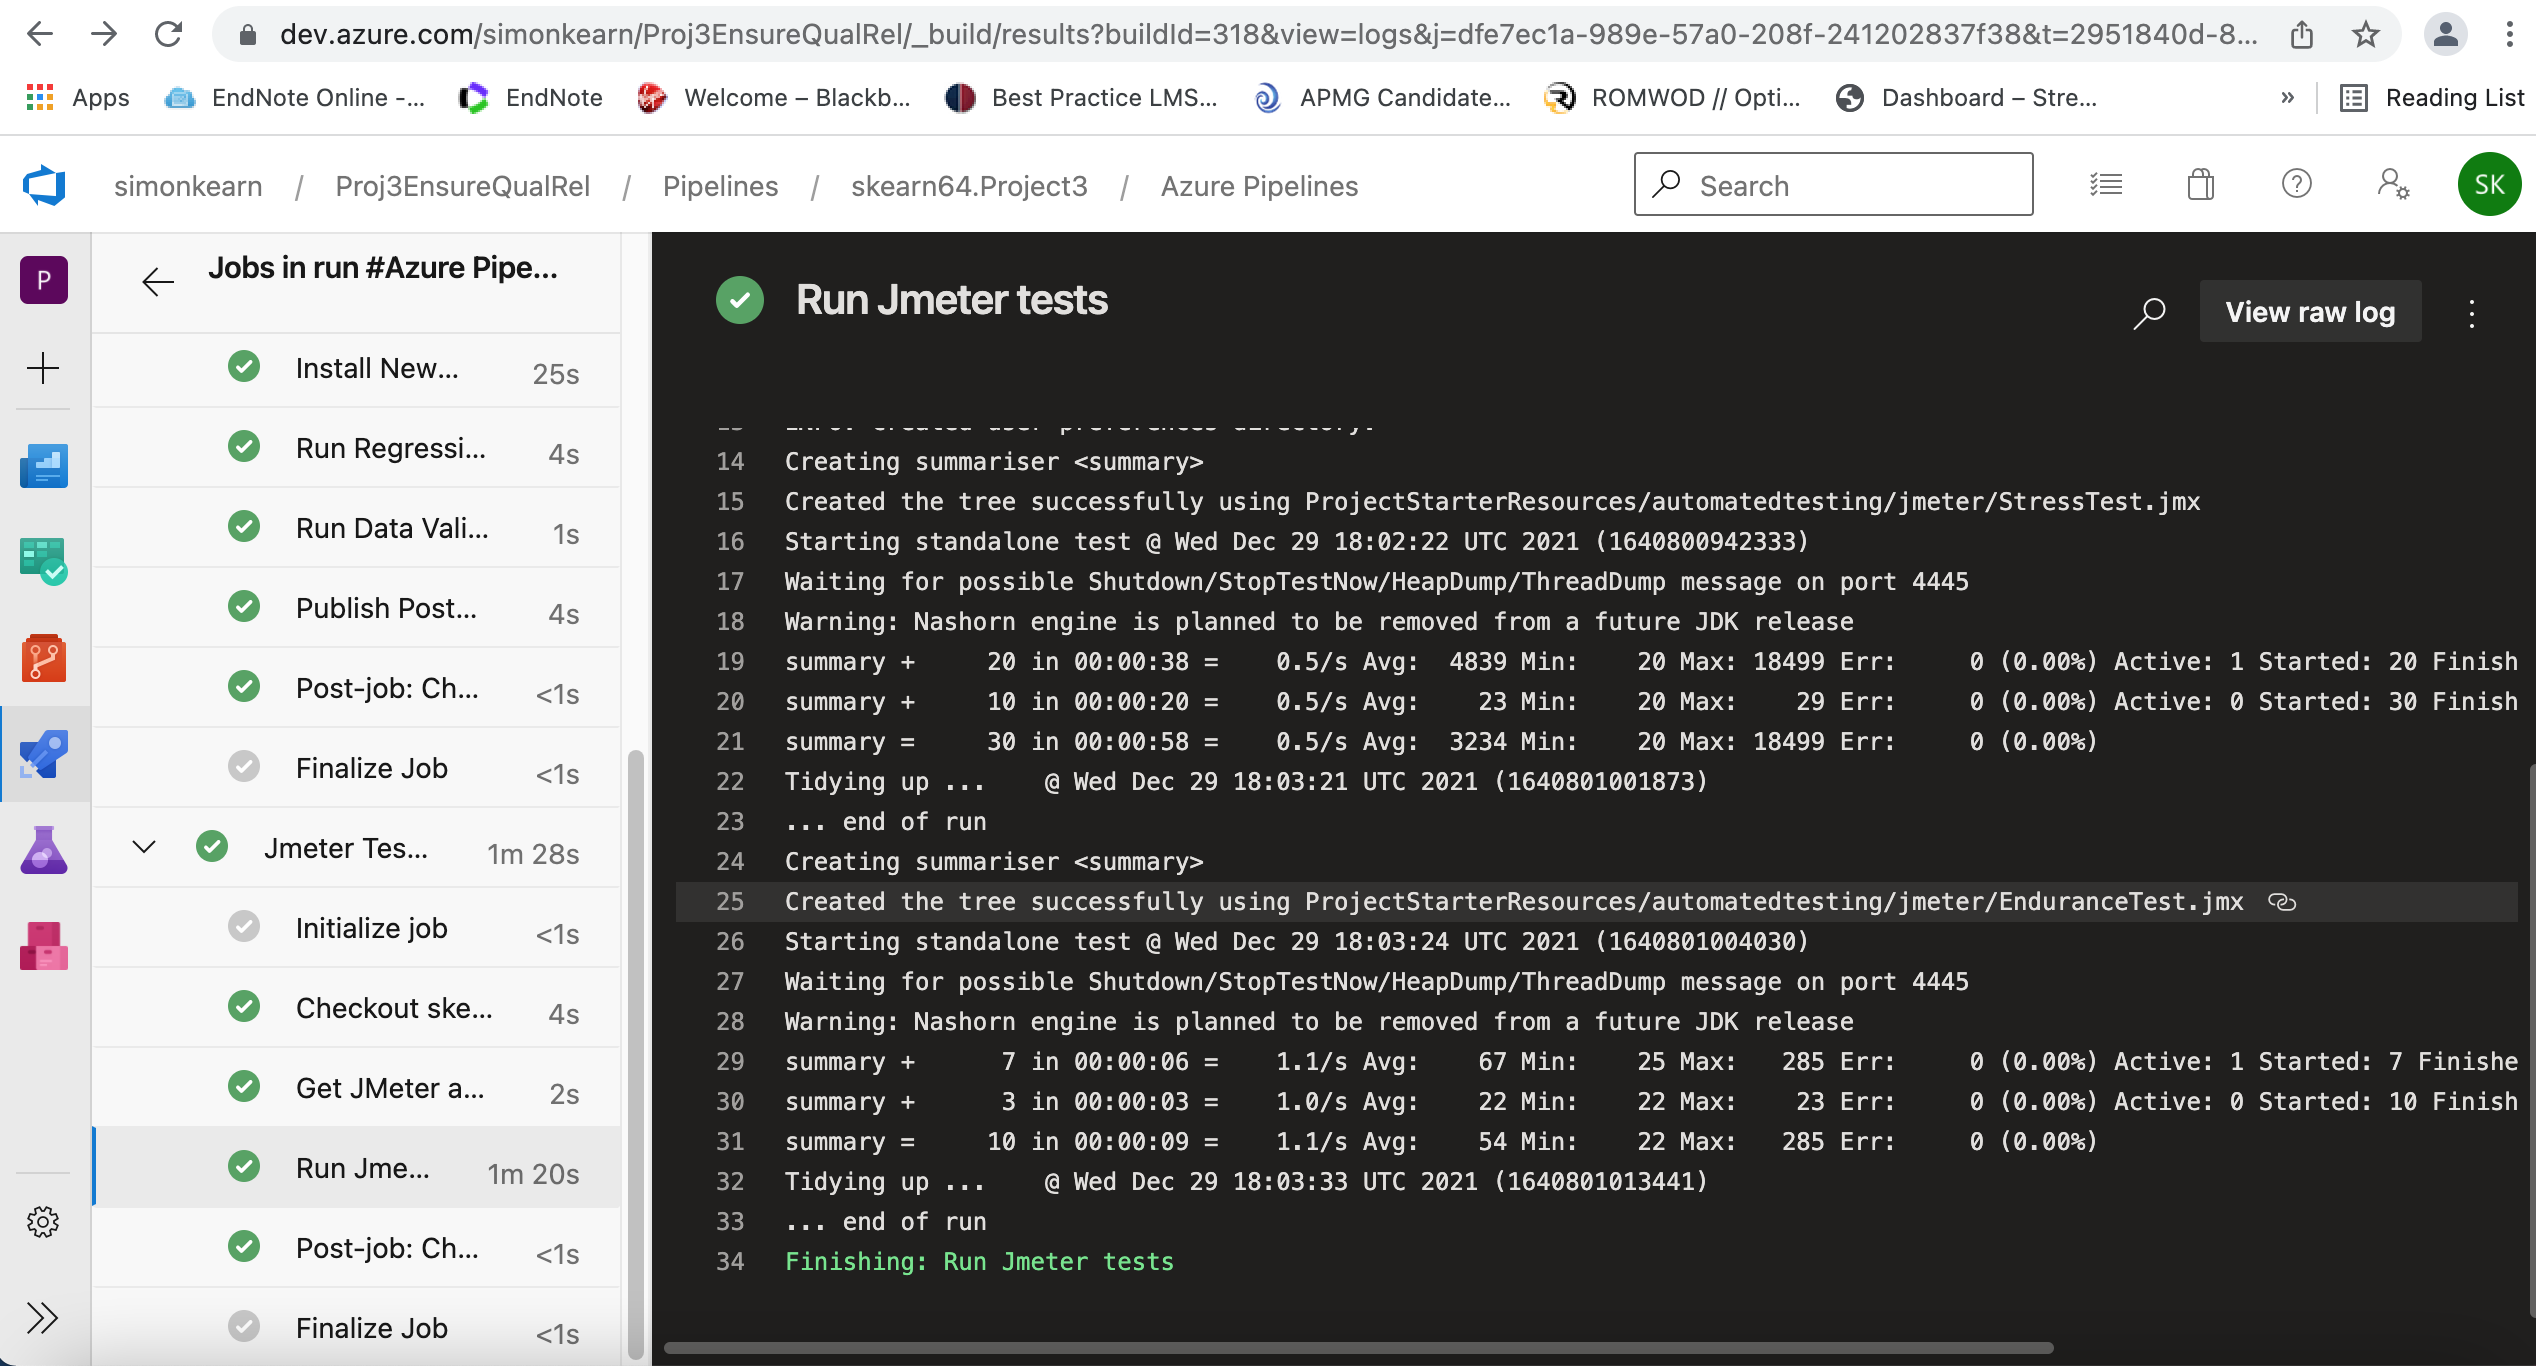 dev.azure.com/simonkearn/Proj3EnsureQualRel/_build/results?buildId=318&view=logs&j=dfe7ec1a-989e-57a0-208f-241202837f38&t=2951840d-8...
Apps EndNote Online -... EndNote Welcome – Blackb... Best Practice LMS... APMG Candidate... ROMWOD // Opti... Dashboard – Stre... » Reading List
simonkearn / Proj3EnsureQualRel / Pipelines / skearn64.Project3 / Azure Pipelines Search SK
P
Jobs in run #Azure Pipe...
Install New... 25s
Run Regressi... 4s
Run Data Vali... 1s
Publish Post... 4s
Post-job: Ch... <1s
Finalize Job <1s
Jmeter Tes... 1m 28s
Initialize job <1s
Checkout ske... 4s
Get JMeter a... 2s
Run Jme... 1m 20s
Post-job: Ch... <1s
Finalize Job <1s
Run Jmeter tests
View raw log
14 Creating summariser <summary>
15 Created the tree successfully using ProjectStarterResources/automatedtesting/jmeter/StressTest.jmx
16 Starting standalone test @ Wed Dec 29 18:02:22 UTC 2021 (1640800942333)
17 Waiting for possible Shutdown/StopTestNow/HeapDump/ThreadDump message on port 4445
18 Warning: Nashorn engine is planned to be removed from a future JDK release
19 summary + 20 in 00:00:38 = 0.5/s Avg: 4839 Min: 20 Max: 18499 Err: 0 (0.00%) Active: 1 Started: 20 Finish
20 summary + 10 in 00:00:20 = 0.5/s Avg: 23 Min: 20 Max: 29 Err: 0 (0.00%) Active: 0 Started: 30 Finish
21 summary = 30 in 00:00:58 = 0.5/s Avg: 3234 Min: 20 Max: 18499 Err: 0 (0.00%)
22 Tidying up ... @ Wed Dec 29 18:03:21 UTC 2021 (1640801001873)
23 ... end of run
24 Creating summariser <summary>
25 Created the tree successfully using ProjectStarterResources/automatedtesting/jmeter/EnduranceTest.jmx
26 Starting standalone test @ Wed Dec 29 18:03:24 UTC 2021 (1640801004030)
27 Waiting for possible Shutdown/StopTestNow/HeapDump/ThreadDump message on port 4445
28 Warning: Nashorn engine is planned to be removed from a future JDK release
29 summary + 7 in 00:00:06 = 1.1/s Avg: 67 Min: 25 Max: 285 Err: 0 (0.00%) Active: 1 Started: 7 Finishe
30 summary + 3 in 00:00:03 = 1.0/s Avg: 22 Min: 22 Max: 23 Err: 0 (0.00%) Active: 0 Started: 10 Finish
31 summary = 10 in 00:00:09 = 1.1/s Avg: 54 Min: 22 Max: 285 Err: 0 (0.00%)
32 Tidying up ... @ Wed Dec 29 18:03:33 UTC 2021 (1640801013441)
33 ... end of run
34 Finishing: Run Jmeter tests